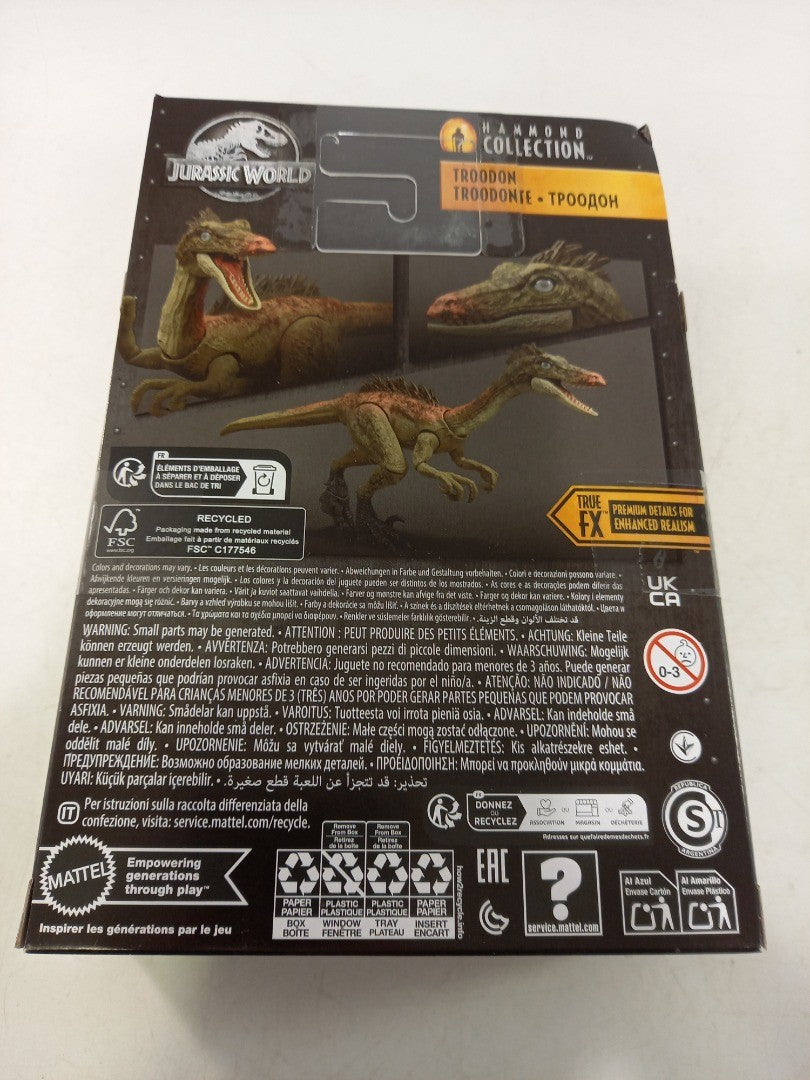 JURASSIC WORLD
HAMMOND
COLLECTION™
TROODON
TROODONTE • ТРООДОН
FR
ÉLÉMENTS D'EMBALLAGE
À SÉPARER ET À DÉPOSER
DANS LE BAC DE TRI
FSC
www.fsc.org
RECYCLED
Packaging made from recycled material
Emballage fait à partir de matériaux recyclés
FSC™ C177546
TRUE
FX™
PREMIUM DETAILS FOR
ENHANCED REALISM
Colors and decorations may vary. • Les couleurs et les décorations peuvent varier. • Abweichungen in Farbe und Gestaltung vorbehalten. • Colori e decorazioni possono variare. •
Afwijkende kleuren en versieringen mogelijk. • Los colores y la decoración del juguete pueden ser distintos de los mostrados. • As cores e as decorações podem diferir das
apresentadas. • Färger och dekor kan variera. • Värit ja kuviot saattavat vaihdella. • Farver og mønster kan afvige fra det viste. • Farger og dekor kan variere. • Kolory i elementy
dekoracyjne mogą się różnić. • Barvy a vzhled výrobku se mohou lišit. • Farby a dekorácie sa môžu líšiť. • A színek és a díszítések eltérhetnek a csomagoláson láthatóktól. • Цвета и
оформление могут отличаться. • Τα χρώματα και τα σχέδια μπορεί να διαφέρουν. • Renkler ve süslemeler farklılık gösterebilir. • قد تختلف الألوان وقطع الزينة.
UK
CA
WARNING: Small parts may be generated. • ATTENTION : PEUT PRODUIRE DES PETITS ÉLÉMENTS. • ACHTUNG: Kleine Teile
können erzeugt werden. • AVVERTENZA: Potrebbero generarsi pezzi di piccole dimensioni. • WAARSCHUWING: Mogelijk
kunnen er kleine onderdelen losraken. • ADVERTENCIA: Juguete no recomendado para menores de 3 años. Puede generar
piezas pequeñas que podrían provocar asfixia en caso de ser ingeridas por el niño/a. • ATENÇÃO: NÃO INDICADO / NÃO
RECOMENDÁVEL PARA CRIANÇAS MENORES DE 3 (TRÊS) ANOS POR PODER GERAR PARTES PEQUENAS QUE PODEM PROVOCAR
ASFIXIA. • VARNING: Smådelar kan uppstå. • VAROITUS: Tuotteesta voi irrota pieniä osia. • ADVARSEL: Kan indeholde små
dele. • ADVARSEL: Kan inneholde små deler. • OSTRZEŻENIE: Małe części mogą zostać odłączone. • UPOZORNĚNÍ: Mohou se
oddělit malé díly. • UPOZORNENIE: Môžu sa vytvárať malé diely. • FIGYELMEZTETÉS: Kis alkatrészekre eshet. •
ПРЕДУПРЕЖДЕНИЕ: Возможно образование мелких деталей. • ΠΡΟΕΙΔΟΠΟΙΗΣΗ: Μπορεί να προκληθούν μικρά κομμάτια.
UYARI: Küçük parçalar içerebilir. • تحذير: قد تتجزأ عن اللعبة قطع صغيرة.
0-3
IT Per istruzioni sulla raccolta differenziata della
confezione, visita: service.mattel.com/recycle.
FR
DONNEZ
OU
RECYCLEZ
ASSOCIATION OU MAGASIN OU DÉCHÈTERIE
Adresses sur quefairedemesdechets.fr
REPUBLICA
S
ARGENTINA
MATTEL
Empowering
generations
through play™
Inspirer les générations par le jeu
Remove
From Box
Retirez
de la boîte
Remove
From Box
Retirez
de la boîte
PAPER
PAPIER
BOX
BOÎTE
PLASTIC
PLASTIQUE
WINDOW
FENÊTRE
PLASTIC
PLASTIQUE
TRAY
PLATEAU
PAPER
PAPIER
INSERT
ENCART
how2recycle.info
EAC
?
service.mattel.com
Al Azul
Envase Cartón
Al Amarillo
Envase Plástico